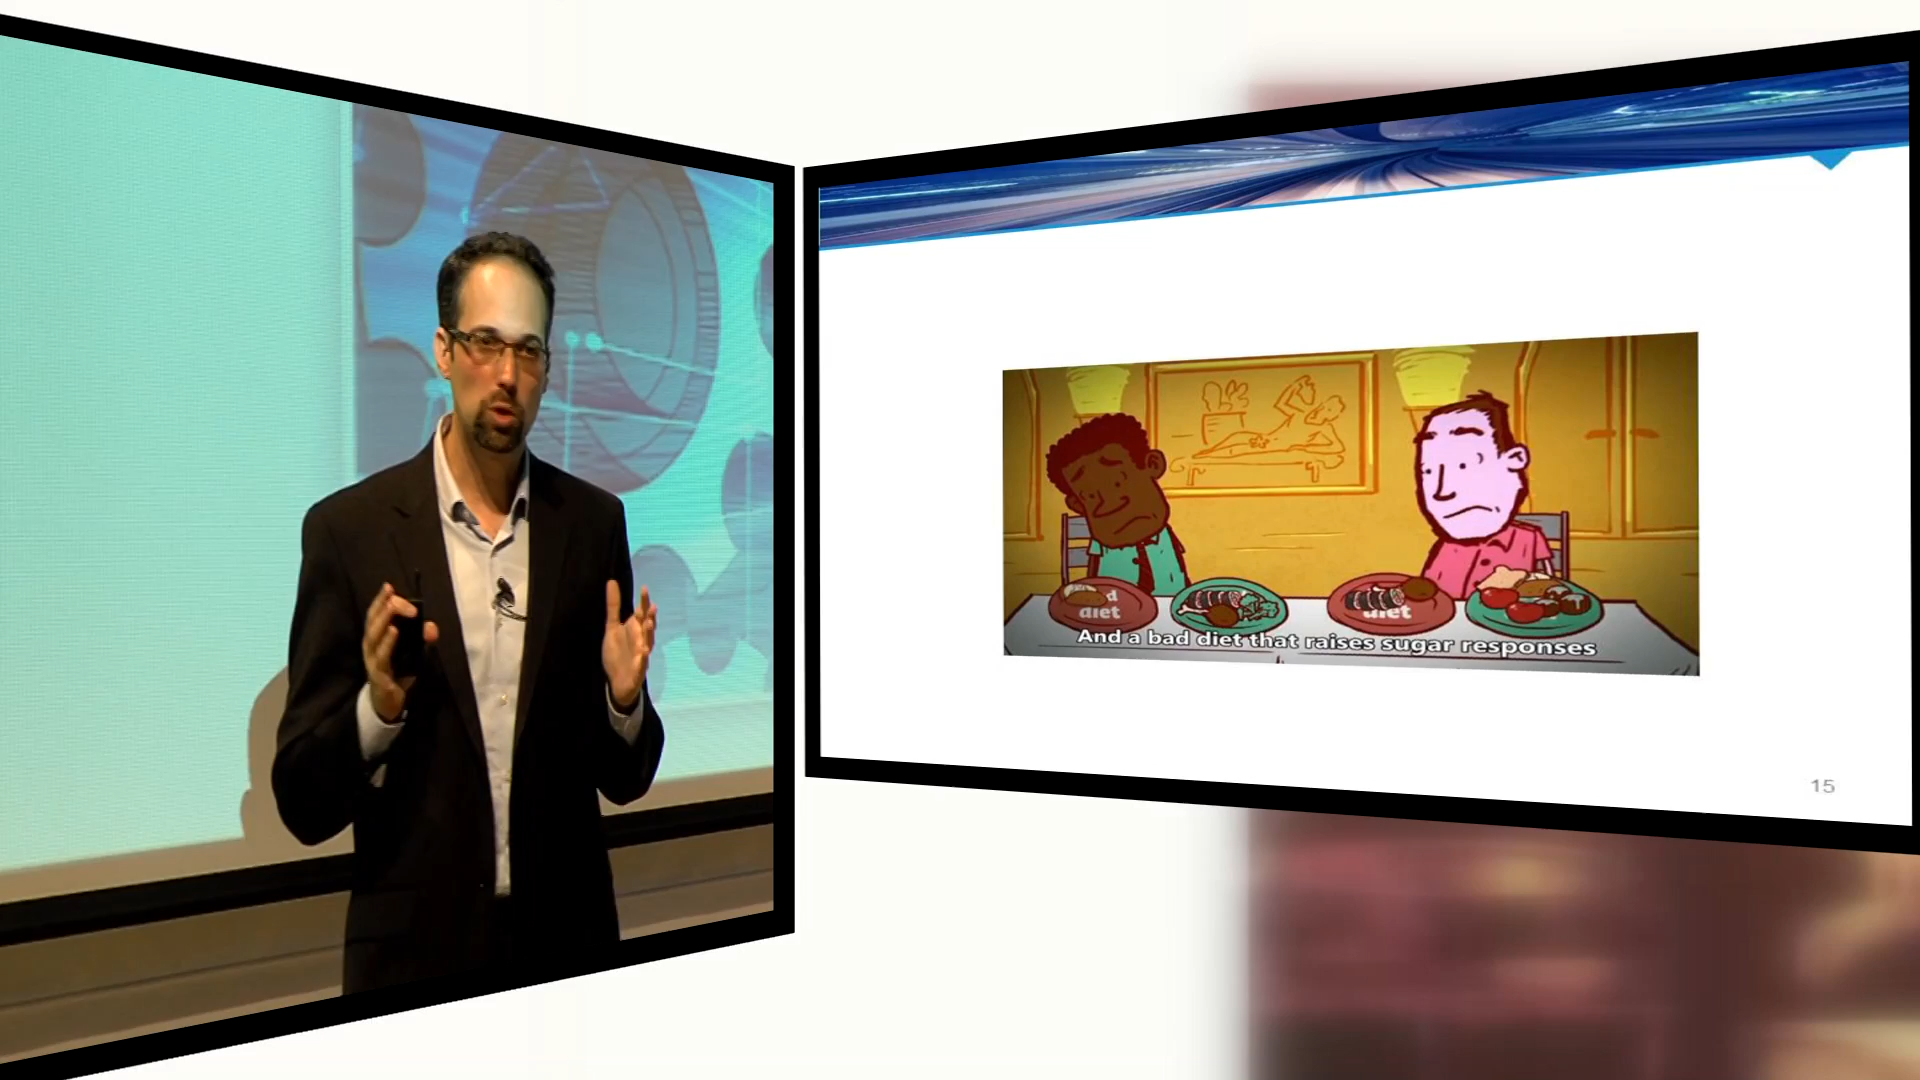 d
diet
diet
And a bad diet that raises sugar responses
15